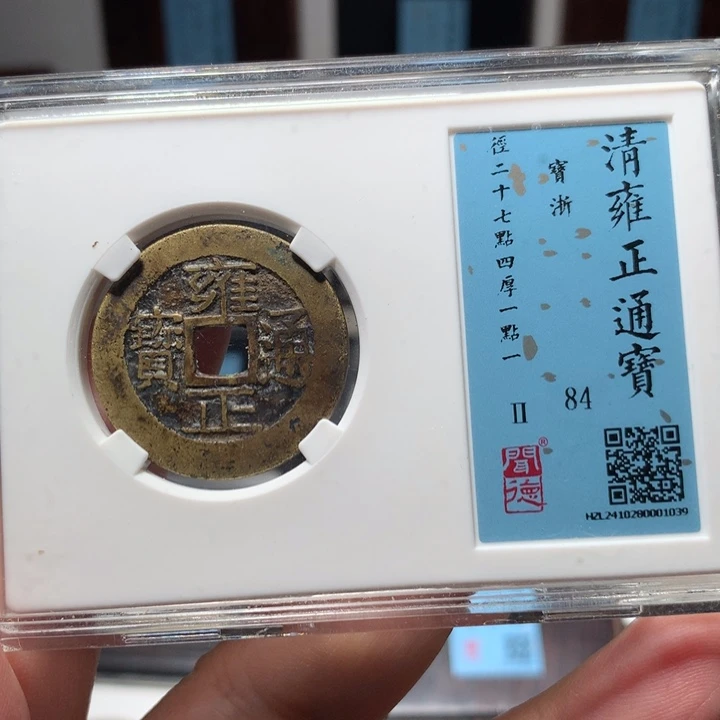 雍正通寶
清雍正通寶
寶浙
徑二十七點四厚一點一
II 84
聞德®
HZL2410280001039